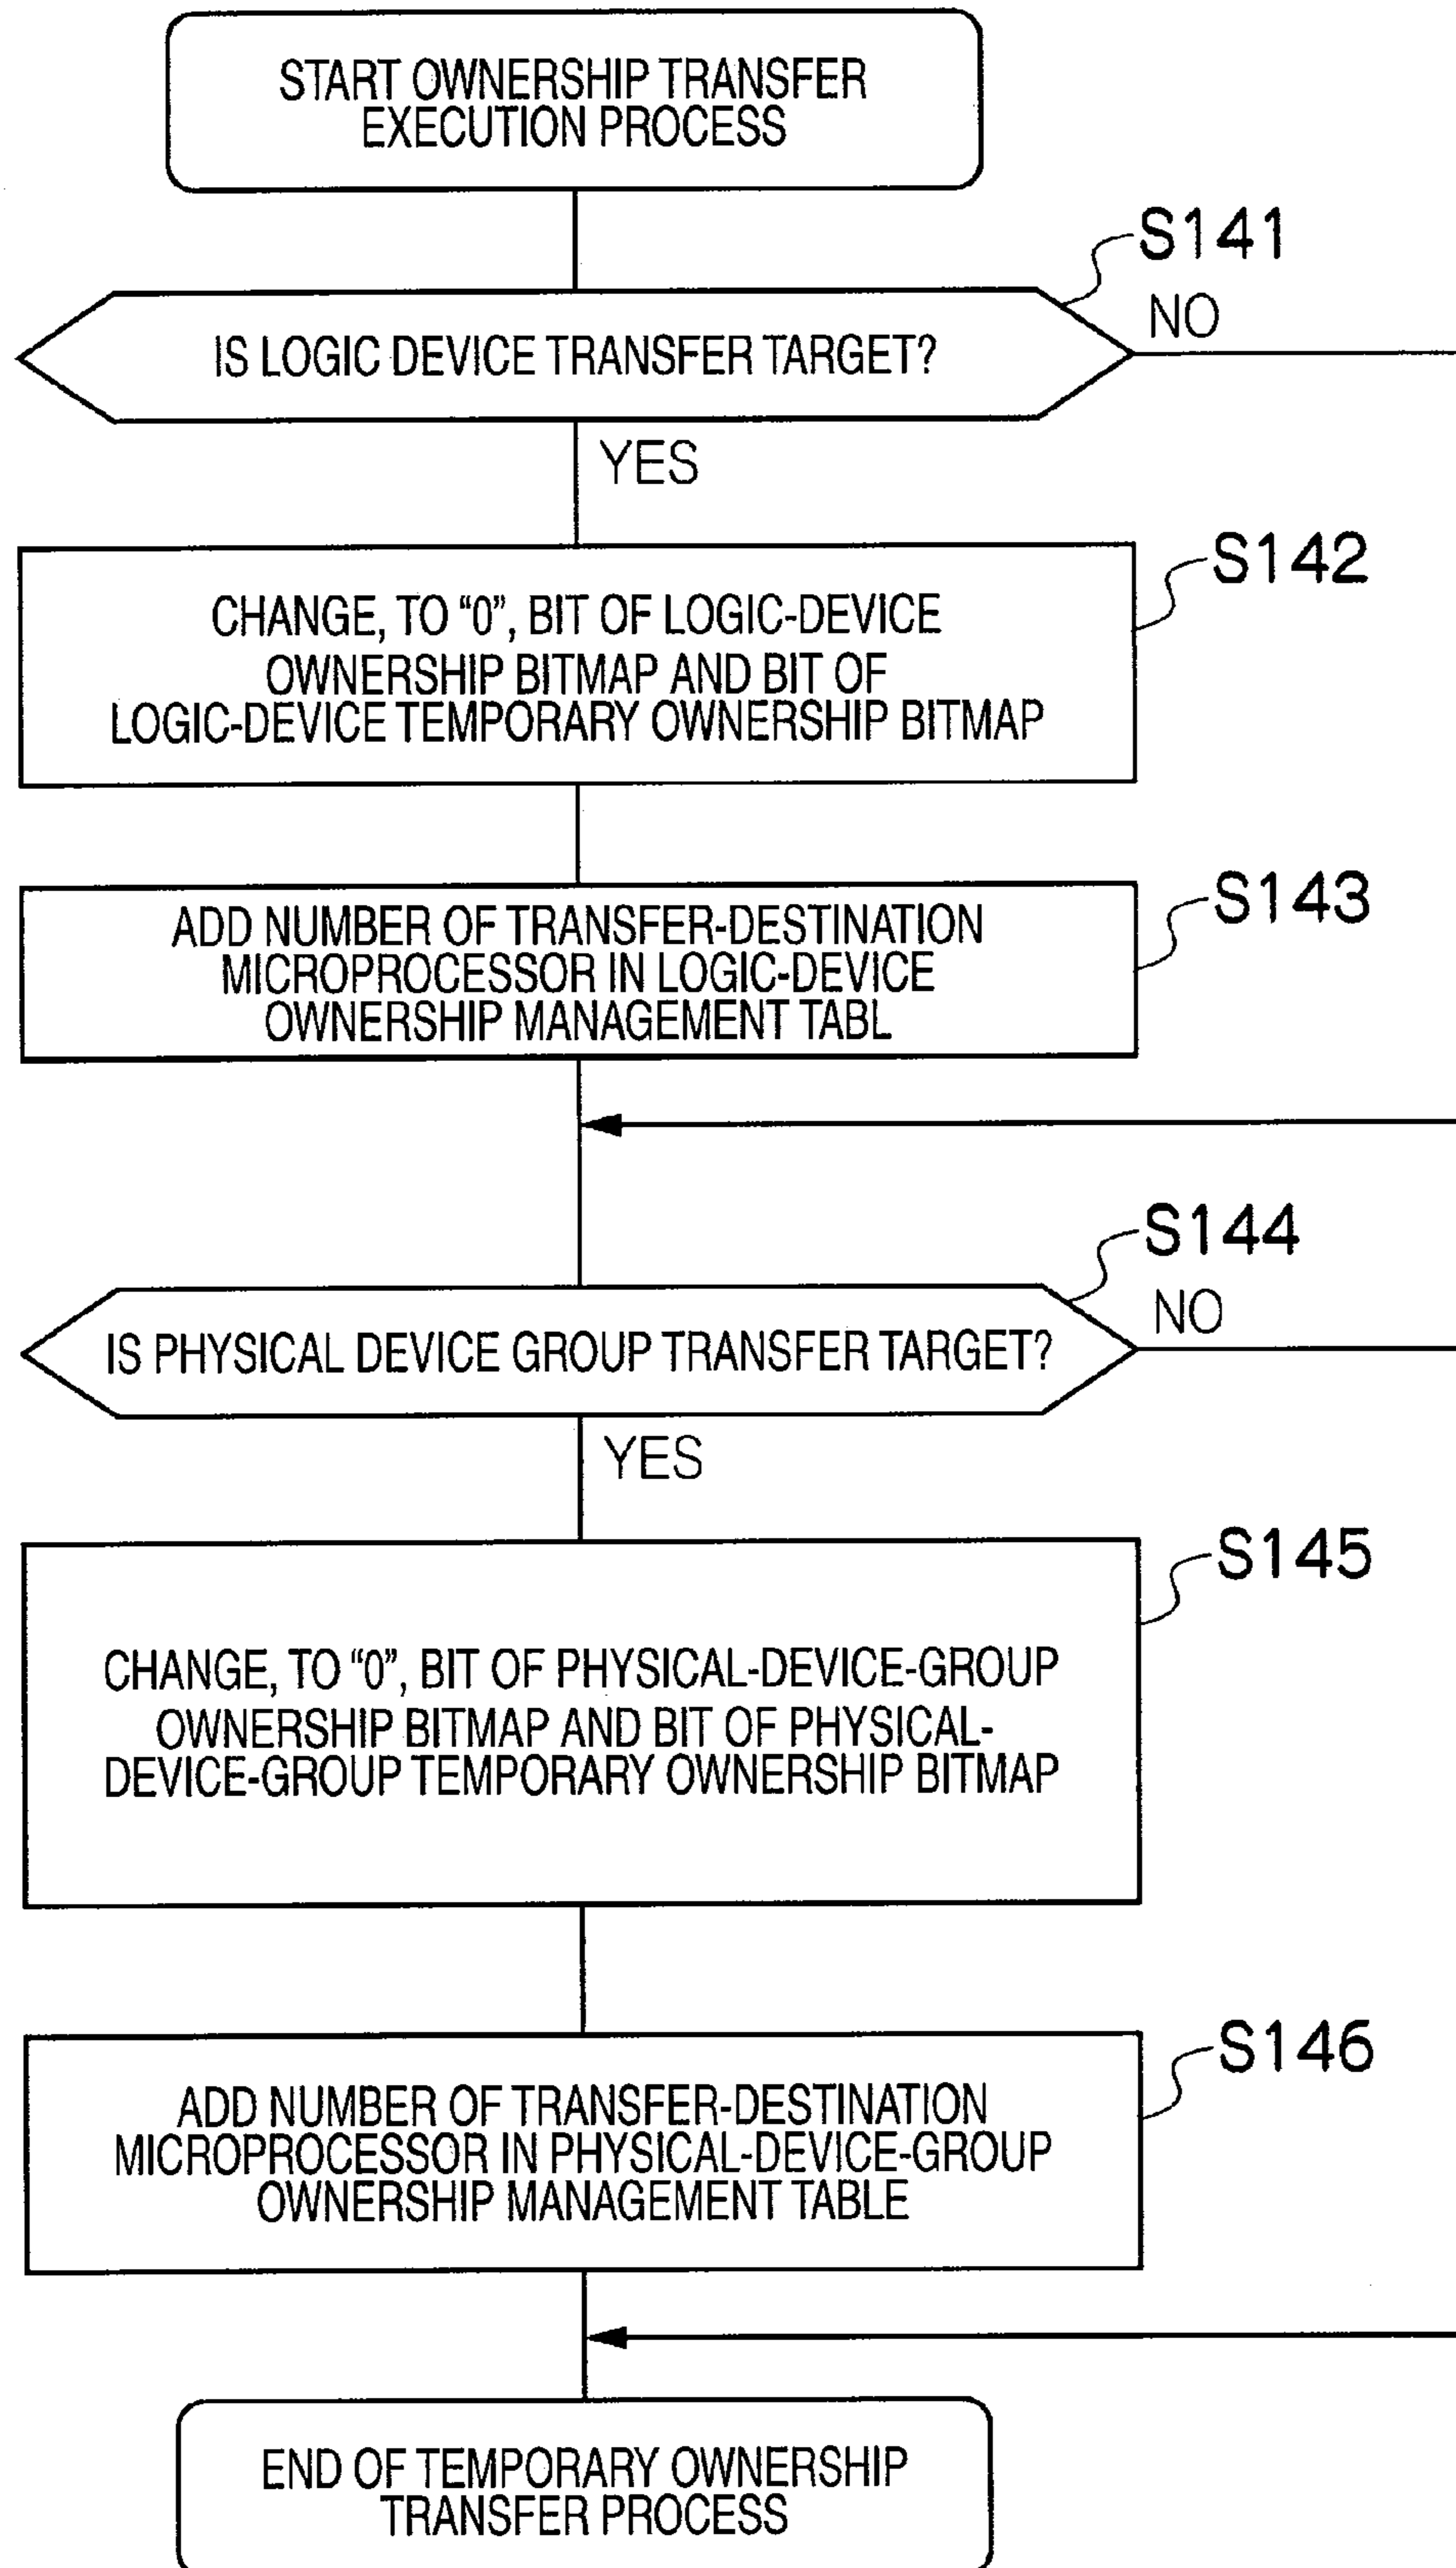 START OWNERSHIP TRANSFER
EXECUTION PROCESS
S141
IS LOGIC DEVICE TRANSFER TARGET?
NO
YES
S142
CHANGE, TO “0”, BIT OF LOGIC-DEVICE
OWNERSHIP BITMAP AND BIT OF
LOGIC-DEVICE TEMPORARY OWNERSHIP BITMAP
S143
ADD NUMBER OF TRANSFER-DESTINATION
MICROPROCESSOR IN LOGIC-DEVICE
OWNERSHIP MANAGEMENT TABL
S144
IS PHYSICAL DEVICE GROUP TRANSFER TARGET?
NO
YES
S145
CHANGE, TO “0”, BIT OF PHYSICAL-DEVICE-GROUP
OWNERSHIP BITMAP AND BIT OF PHYSICAL-
DEVICE-GROUP TEMPORARY OWNERSHIP BITMAP
S146
ADD NUMBER OF TRANSFER-DESTINATION
MICROPROCESSOR IN PHYSICAL-DEVICE-GROUP
OWNERSHIP MANAGEMENT TABLE
END OF TEMPORARY OWNERSHIP
TRANSFER PROCESS